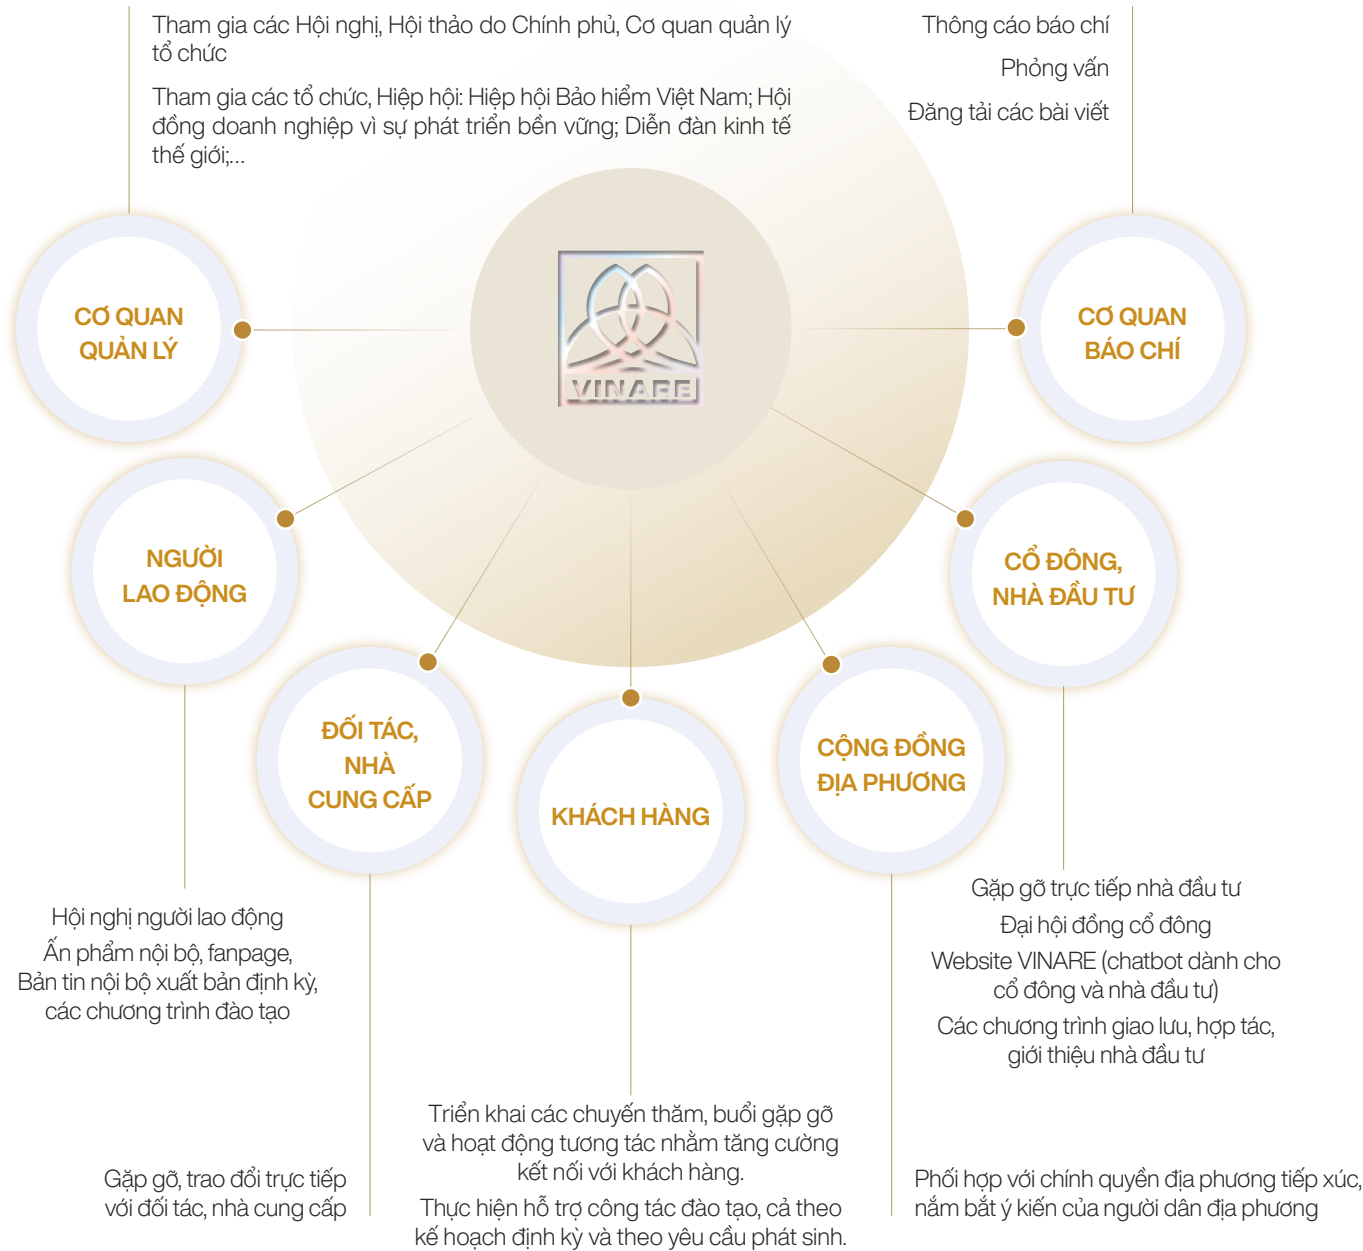 Tham gia các Hội nghị, Hội thảo do Chính phủ, Cơ quan quản lý
tổ chức
Tham gia các tổ chức, Hiệp hội: Hiệp hội Bảo hiểm Việt Nam; Hội
đồng doanh nghiệp vì sự phát triển bền vững; Diễn đàn kinh tế
thế giới;...
Thông cáo báo chí
Phỏng vấn
Đăng tải các bài viết
VINARE
CƠ QUAN
QUẢN LÝ
CƠ QUAN
BÁO CHÍ
NGƯỜI
LAO ĐỘNG
CỔ ĐÔNG,
NHÀ ĐẦU TƯ
ĐỐI TÁC,
NHÀ
CUNG CẤP
KHÁCH HÀNG
CỘNG ĐỒNG
ĐỊA PHƯƠNG
Hội nghị người lao động
Ấn phẩm nội bộ, fanpage,
Bản tin nội bộ xuất bản định kỳ,
các chương trình đào tạo
Gặp gỡ trực tiếp nhà đầu tư
Đại hội đồng cổ đông
Website VINARE (chatbot dành cho
cổ đông và nhà đầu tư)
Các chương trình giao lưu, hợp tác,
giới thiệu nhà đầu tư
Gặp gỡ, trao đổi trực tiếp
với đối tác, nhà cung cấp
Triển khai các chuyến thăm, buổi gặp gỡ
và hoạt động tương tác nhằm tăng cường
kết nối với khách hàng.
Thực hiện hỗ trợ công tác đào tạo, cả theo
kế hoạch định kỳ và theo yêu cầu phát sinh.
Phối hợp với chính quyền địa phương tiếp xúc,
nắm bắt ý kiến của người dân địa phương